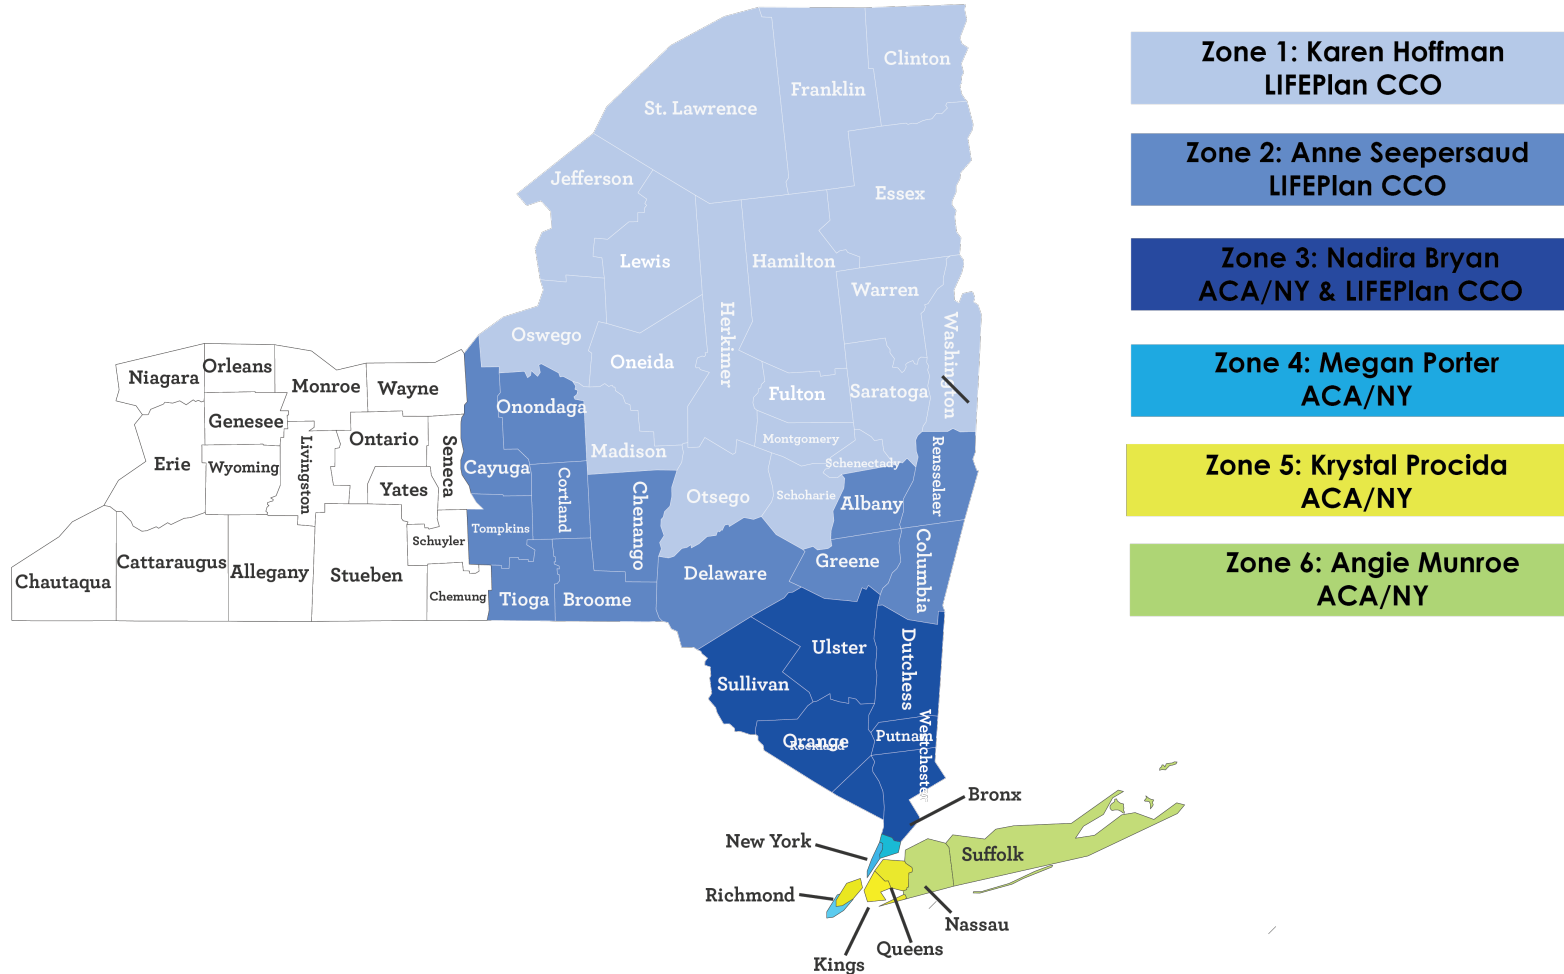 Zone 1: Karen Hoffman
LIFEPlan CCO
Zone 2: Anne Seepersaud
LIFEPlan CCO
Zone 3: Nadira Bryan
ACA/NY & LIFEPlan CCO
Zone 4: Megan Porter
ACA/NY
Zone 5: Krystal Procida
ACA/NY
Zone 6: Angie Munroe
ACA/NY
Clinton
Franklin
St. Lawrence
Jefferson
Essex
Lewis
Hamilton
Warren
Herkimer
Washington
Oswego
Oneida
Fulton
Saratoga
Montgomery
Madison
Schenectady
Otsego
Schoharie
Niagara
Orleans
Monroe
Wayne
Genesee
Ontario
Seneca
Erie
Wyoming
Livingston
Yates
Schuyler
Chautaqua
Cattaraugus
Allegany
Stueben
Chemung
Onondaga
Cayuga
Cortland
Tompkins
Chenango
Tioga
Broome
Delaware
Albany
Rensselaer
Greene
Columbia
Ulster
Dutchess
Sullivan
Orange
Rockland
Putnam
Westchester
Bronx
New York
Richmond
Kings
Queens
Nassau
Suffolk